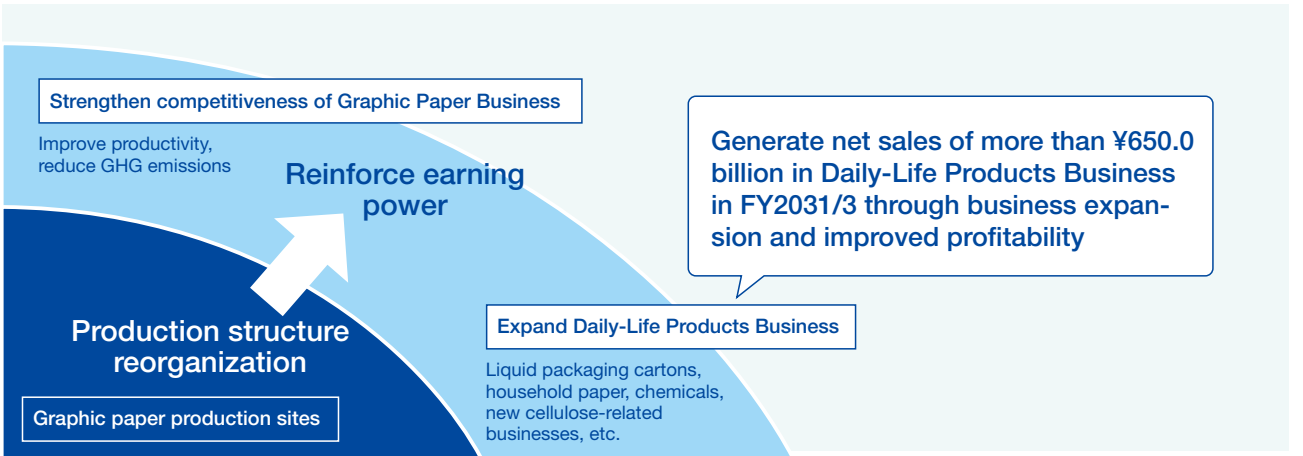 Strengthen competitiveness of Graphic Paper Business
Improve productivity,
reduce GHG emissions
Reinforce earning
power
Generate net sales of more than ¥650.0
billion in Daily-Life Products Business
in FY2031/3 through business expan-
sion and improved profitability
Production structure
reorganization
Graphic paper production sites
Expand Daily-Life Products Business
Liquid packaging cartons,
household paper, chemicals,
new cellulose-related
businesses, etc.